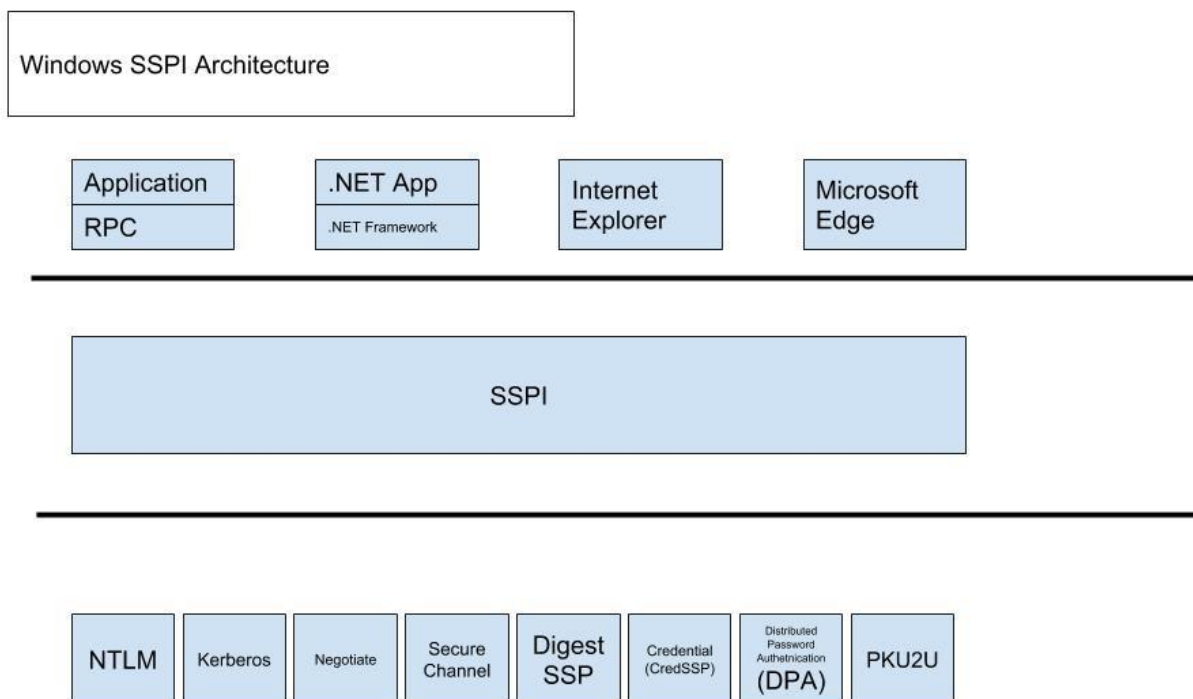 Windows SSPI Architecture
Application
RPC
.NET App
.NET Framework
Internet
Explorer
Microsoft
Edge
SSPI
NTLM
Kerberos
Negotiate
Secure
Channel
Digest
SSP
Credential
(CredSSP)
Distributed
Password
Authetnication
(DPA)
PKU2U